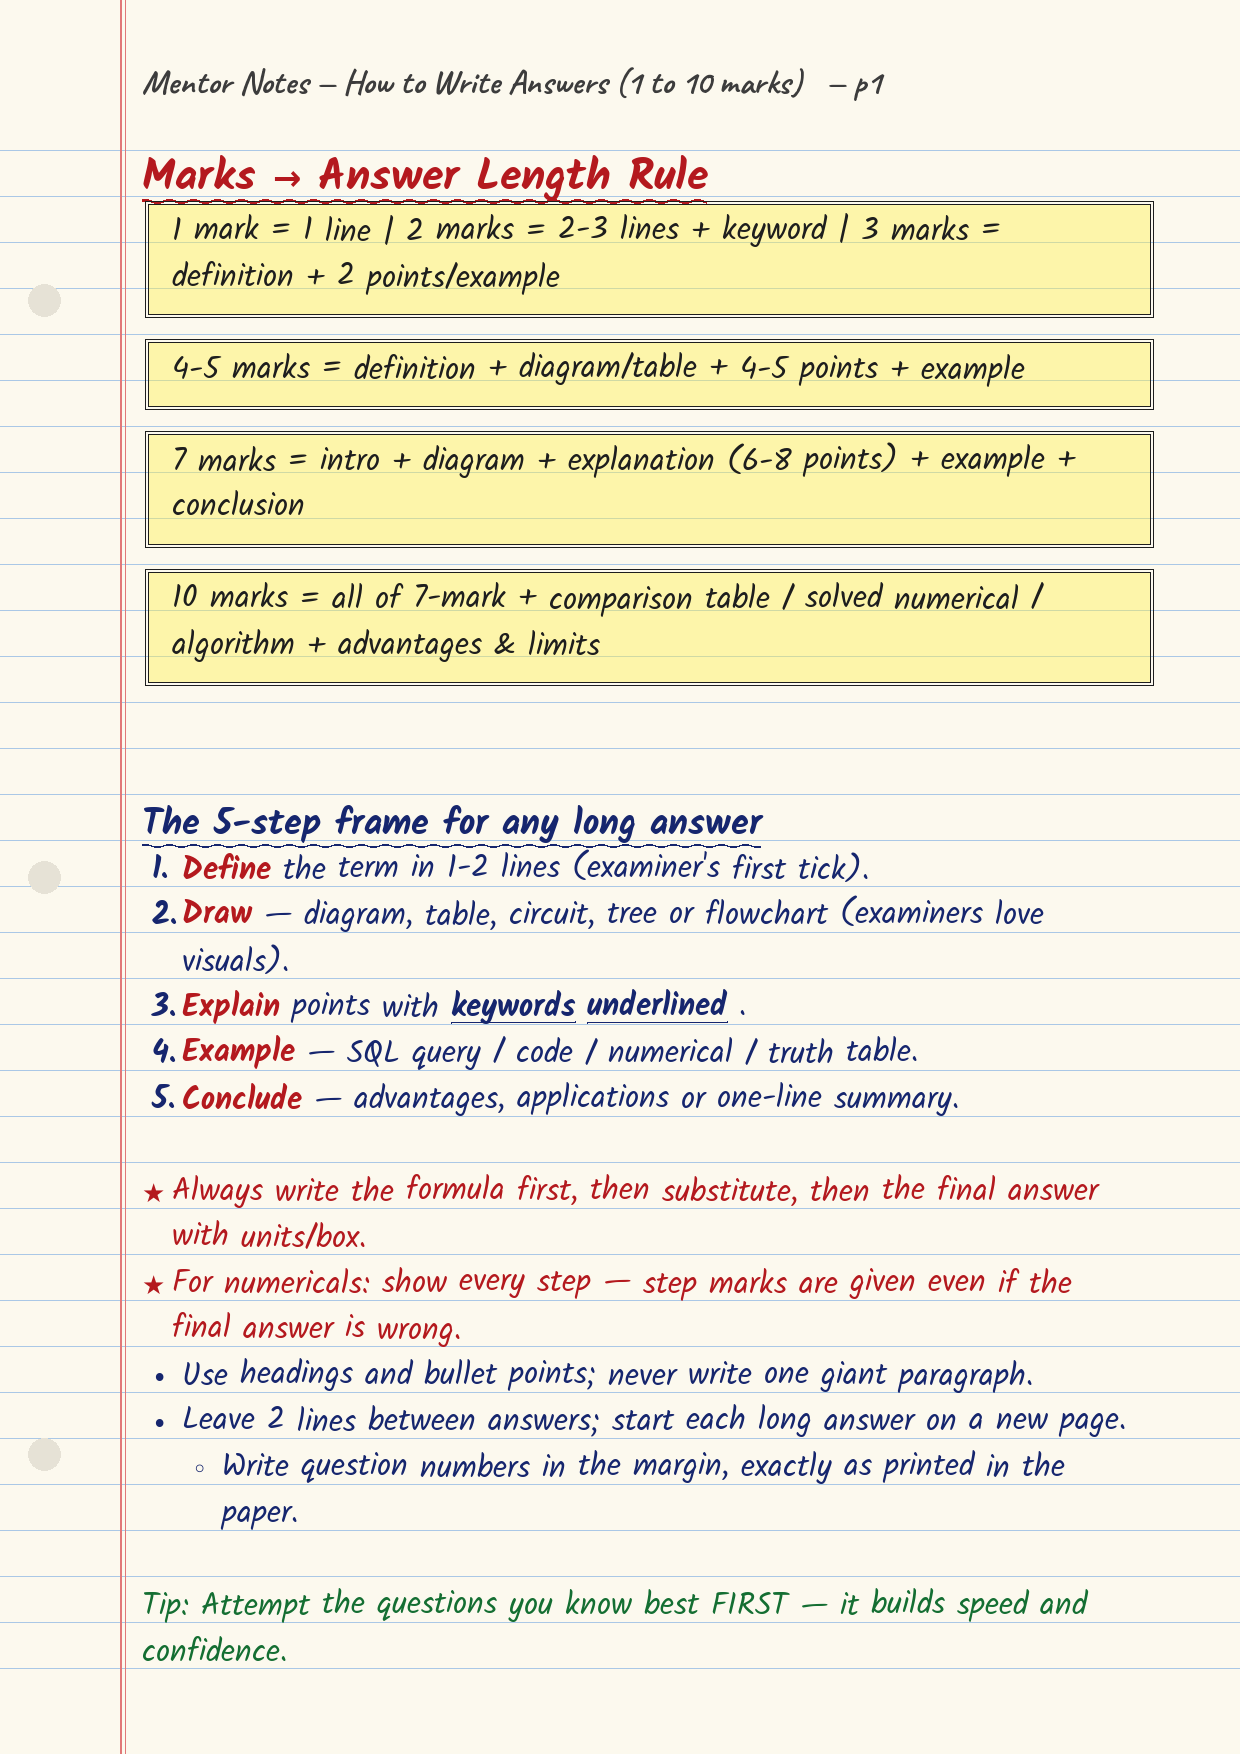 Mentor Notes – How to Write Answers (1 to 10 marks) – p1
Marks → Answer Length Rule
1 mark = 1 line | 2 marks = 2-3 lines + keyword | 3 marks =
definition + 2 points/example
4-5 marks = definition + diagram/table + 4-5 points + example
7 marks = intro + diagram + explanation (6-8 points) + example +
conclusion
10 marks = all of 7-mark + comparison table / solved numerical /
algorithm + advantages & limits
The 5-step frame for any long answer
1. Define the term in 1-2 lines (examiner's first tick).
2. Draw — diagram, table, circuit, tree or flowchart (examiners love
visuals).
3. Explain points with keywords underlined .
4. Example — SQL query / code / numerical / truth table.
5. Conclude — advantages, applications or one-line summary.
★ Always write the formula first, then substitute, then the final answer
with units/box.
★ For numericals: show every step — step marks are given even if the
final answer is wrong.
• Use headings and bullet points; never write one giant paragraph.
• Leave 2 lines between answers; start each long answer on a new page.
◦ Write question numbers in the margin, exactly as printed in the
paper.
Tip: Attempt the questions you know best FIRST — it builds speed and
confidence.